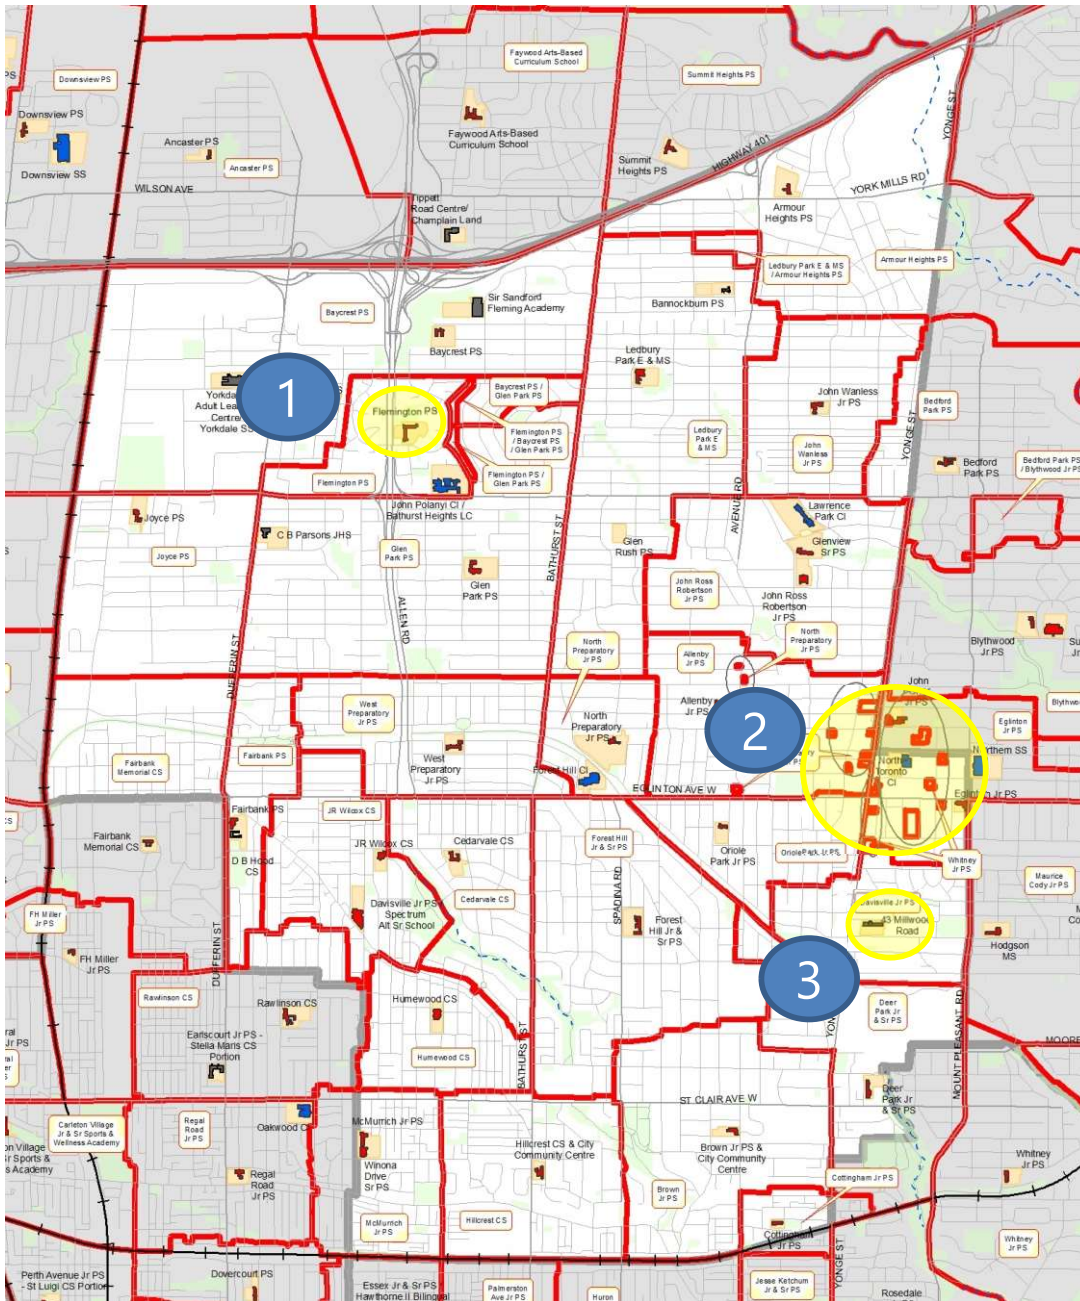 Downsview PS
Downsview PS
Downsview SS
Ancaster PS
Ancaster PS
WILSON AVE
Faywood Arts-Based
Curriculum School
Faywood Arts-Based
Curriculum School
Summit Heights PS
Summit
Heights PS
HIGHWAY 401
YONGE ST
YORK MILLS RD
Armour
Heights PS
Tippett
Road Centre/
Champlain Land
Armour Heights PS
Ledbury Park E & MS
/ Armour Heights PS
Bannockburn PS
Baycrest PS
Sir Sandford
Fleming Academy
Baycrest PS
Ledbury
Park E & MS
1
Adult
Centre
Yorkdale SS
Flemington PS
Baycrest PS /
Glen Park PS
Flemington PS
/ Baycrest PS
/ Glen Park PS
Flemington PS /
Glen Park PS
Flemington PS
John Polanyi CI /
Bathurst Heights LC
John Wanless
Jr PS
John
Wanless
Jr PS
Ledbury
Park E
& MS
Bedford
Park PS
YONGE ST
Bedford
Park PS
Bedford Park PS
/ Blythwood Jr PS
AVENUE RD
Lawrence
Park CI
Glenview
Sr PS
John Ross
Robertson
Jr PS
John Ross
Robertson
Jr PS
Joyce PS
Joyce PS
C B Parsons JHS
Glen
Park PS
Glen
Park PS
Glen
Rush PS
BATHURST ST
ALLEN RD
DUFFERIN ST
Blythwood
Jr PS
North
Preparatory
Jr PS
Allenby
Jr PS
North
Preparatory
Jr PS
Allenby
Jr PS
2
John
Jr PS
Eglinton
Jr PS
Northern SS
North
Toronto
CI
Eglinton Jr PS
West
Preparatory
Jr PS
West
Preparatory
Jr PS
North
Preparatory
Jr PS
Forest Hill CI
EGLINTON AVE W
Fairbank
Memorial CS
Fairbank PS
Fairbank PS
Fairbank
Memorial CS
D B Hood
CS
JR Wilcox CS
JR Wilcox CS
Cedarvale CS
Cedarvale CS
Forest Hill
Jr & Sr PS
SPADINA RD
Forest
Hill Jr &
Sr PS
Oriole
Park Jr PS
Oriole Park Jr PS
Whitney
Jr PS
Maurice
Cody Jr PS
Davisville Jr PS
43 Millwood
Road
Hodgson
MS
3
Davisville Jr PS /
Spectrum
Alt Sr School
FH Miller
Jr PS
FH Miller
Jr PS
DUFFERIN ST
Rawlinson CS
Rawlinson CS
Earlscourt Jr PS -
Stella Maris CS
Portion
Humewood CS
Humewood CS
BATHURST ST
Deer
Park Jr
& Sr PS
Deer
Park Jr
& Sr PS
MOUNT PLEASANT RD
ST CLAIR AVE W
Carleton Village
Jr & Sr Sports &
Wellness Academy
Regal
Road
Jr PS
Regal
Road
Jr PS
Oakwood
McMurrich Jr PS
Winona
Drive
Sr PS
McMurrich
Jr PS
Hillcrest CS & City
Community Centre
Hillcrest CS
Brown Jr PS &
City Community
Centre
Brown
Jr PS
Cottingham Jr PS
Cottingham
Jr PS
Whitney
Jr PS
Whitney
Jr PS
YONGE ST
Jesse Ketchum
Jr & Sr PS
Rosedale
Perth Avenue Jr PS
- St Luigi CS Portion
Dovercourt PS
Essex Jr & Sr PS /
Hawthorne II Bilingual
Palmerston
Ave Jr PS
Huron